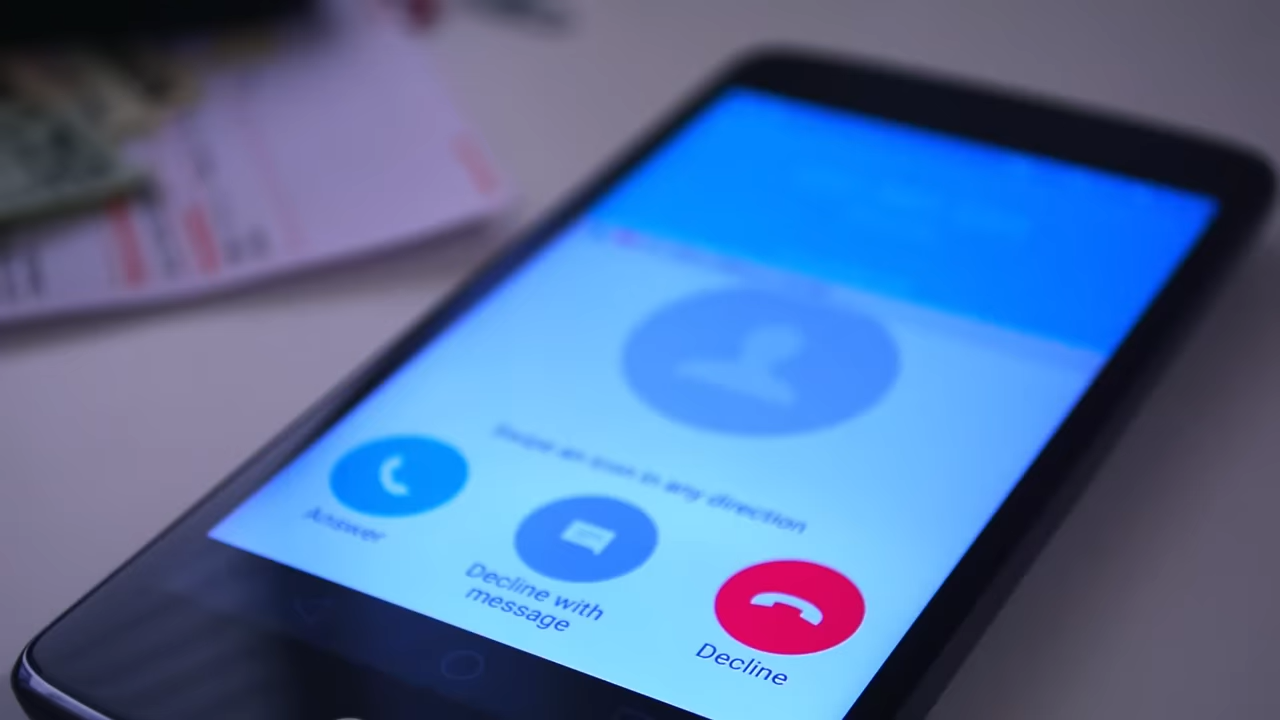 Swipe an icon in any direction
Answer
Decline with
message
Decline